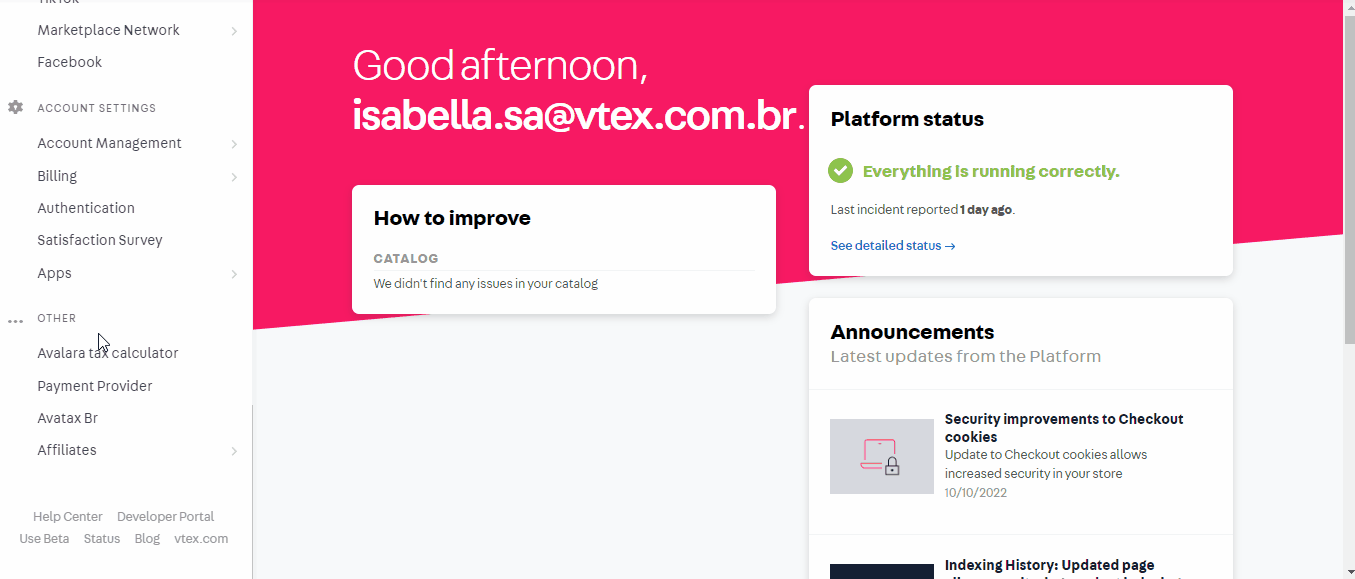 TikTok
Marketplace Network
Facebook
ACCOUNT SETTINGS
Account Management
Billing
Authentication
Satisfaction Survey
Apps
OTHER
Avalara tax calculator
Payment Provider
Avatax Br
Affiliates
Help Center Developer Portal
Use Beta Status Blog vtex.com
Good afternoon,
isabella.sa@vtex.com.br.
How to improve
CATALOG
We didn't find any issues in your catalog
Platform status
Everything is running correctly.
Last incident reported 1 day ago.
See detailed status →
Announcements
Latest updates from the Platform
Security improvements to Checkout
cookies
Update to Checkout cookies allows
increased security in your store
10/10/2022
Indexing History: Updated page